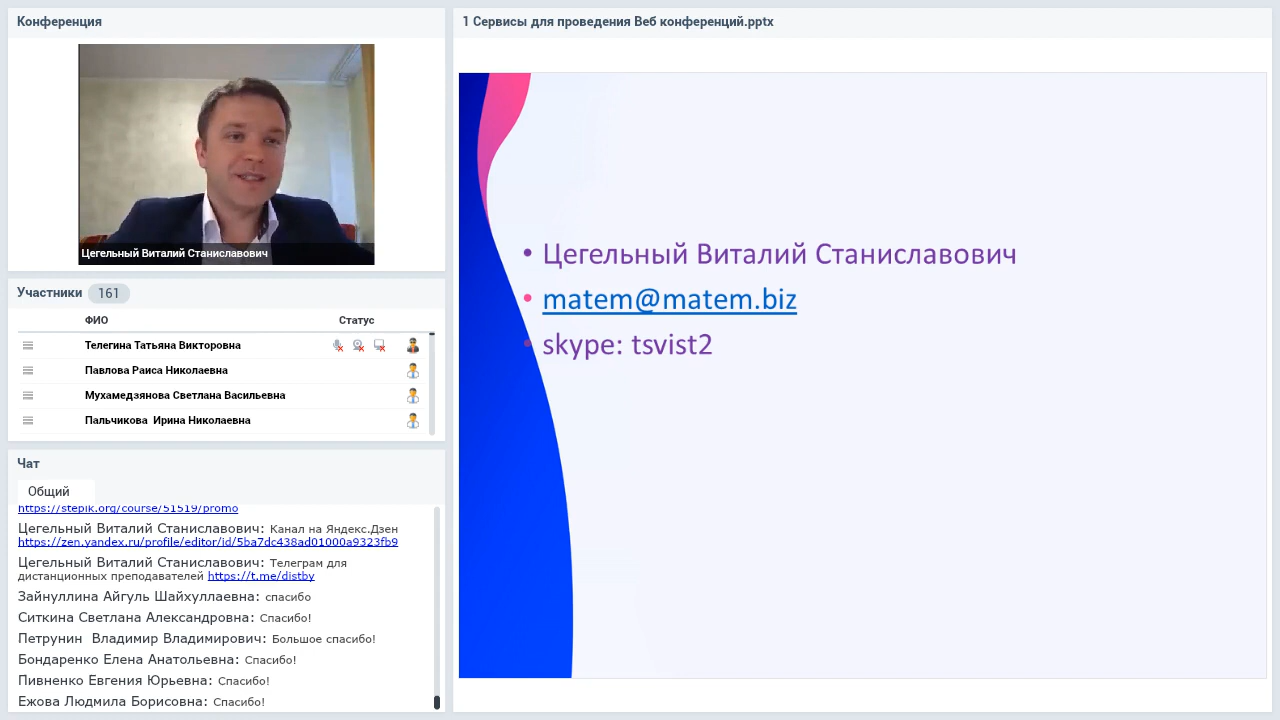 Конференция
Цегельный Виталий Станиславович
Участники 161
ФИО Статус
Телегина Татьяна Викторовна
Павлова Раиса Николаевна
Мухамедзянова Светлана Васильевна
Пальчикова Ирина Николаевна
Чат
Общий
https://stepik.org/course/51519/promo
Цегельный Виталий Станиславович: Канал на Яндекс.Дзен
https://zen.yandex.ru/profile/editor/id/5ba7dc438ad01000a9323fb9
Цегельный Виталий Станиславович: Телеграм для
дистанционных преподавателей https://t.me/distby
Зайнуллина Айгуль Шайхуллаевна: спасибо
Ситкина Светлана Александровна: Спасибо!
Петрунин Владимир Владимирович: Большое спасибо!
Бондаренко Елена Анатольевна: Спасибо!
Пивненко Евгения Юрьевна: Спасибо!
Ежова Людмила Борисовна: Спасибо!
1 Сервисы для проведения Веб конференций.pptx
• Цегельный Виталий Станиславович
• matem@matem.biz
• skype: tsvist2